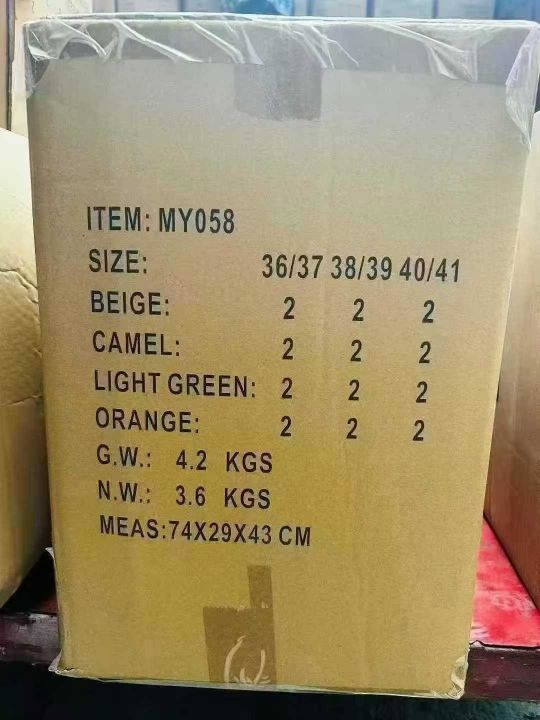 ITEM: MY058
SIZE: 36/37 38/39 40/41
BEIGE: 2 2 2
CAMEL: 2 2 2
LIGHT GREEN: 2 2 2
ORANGE: 2 2 2
G.W.: 4.2 KGS
N.W.: 3.6 KGS
MEAS:74X29X43 CM